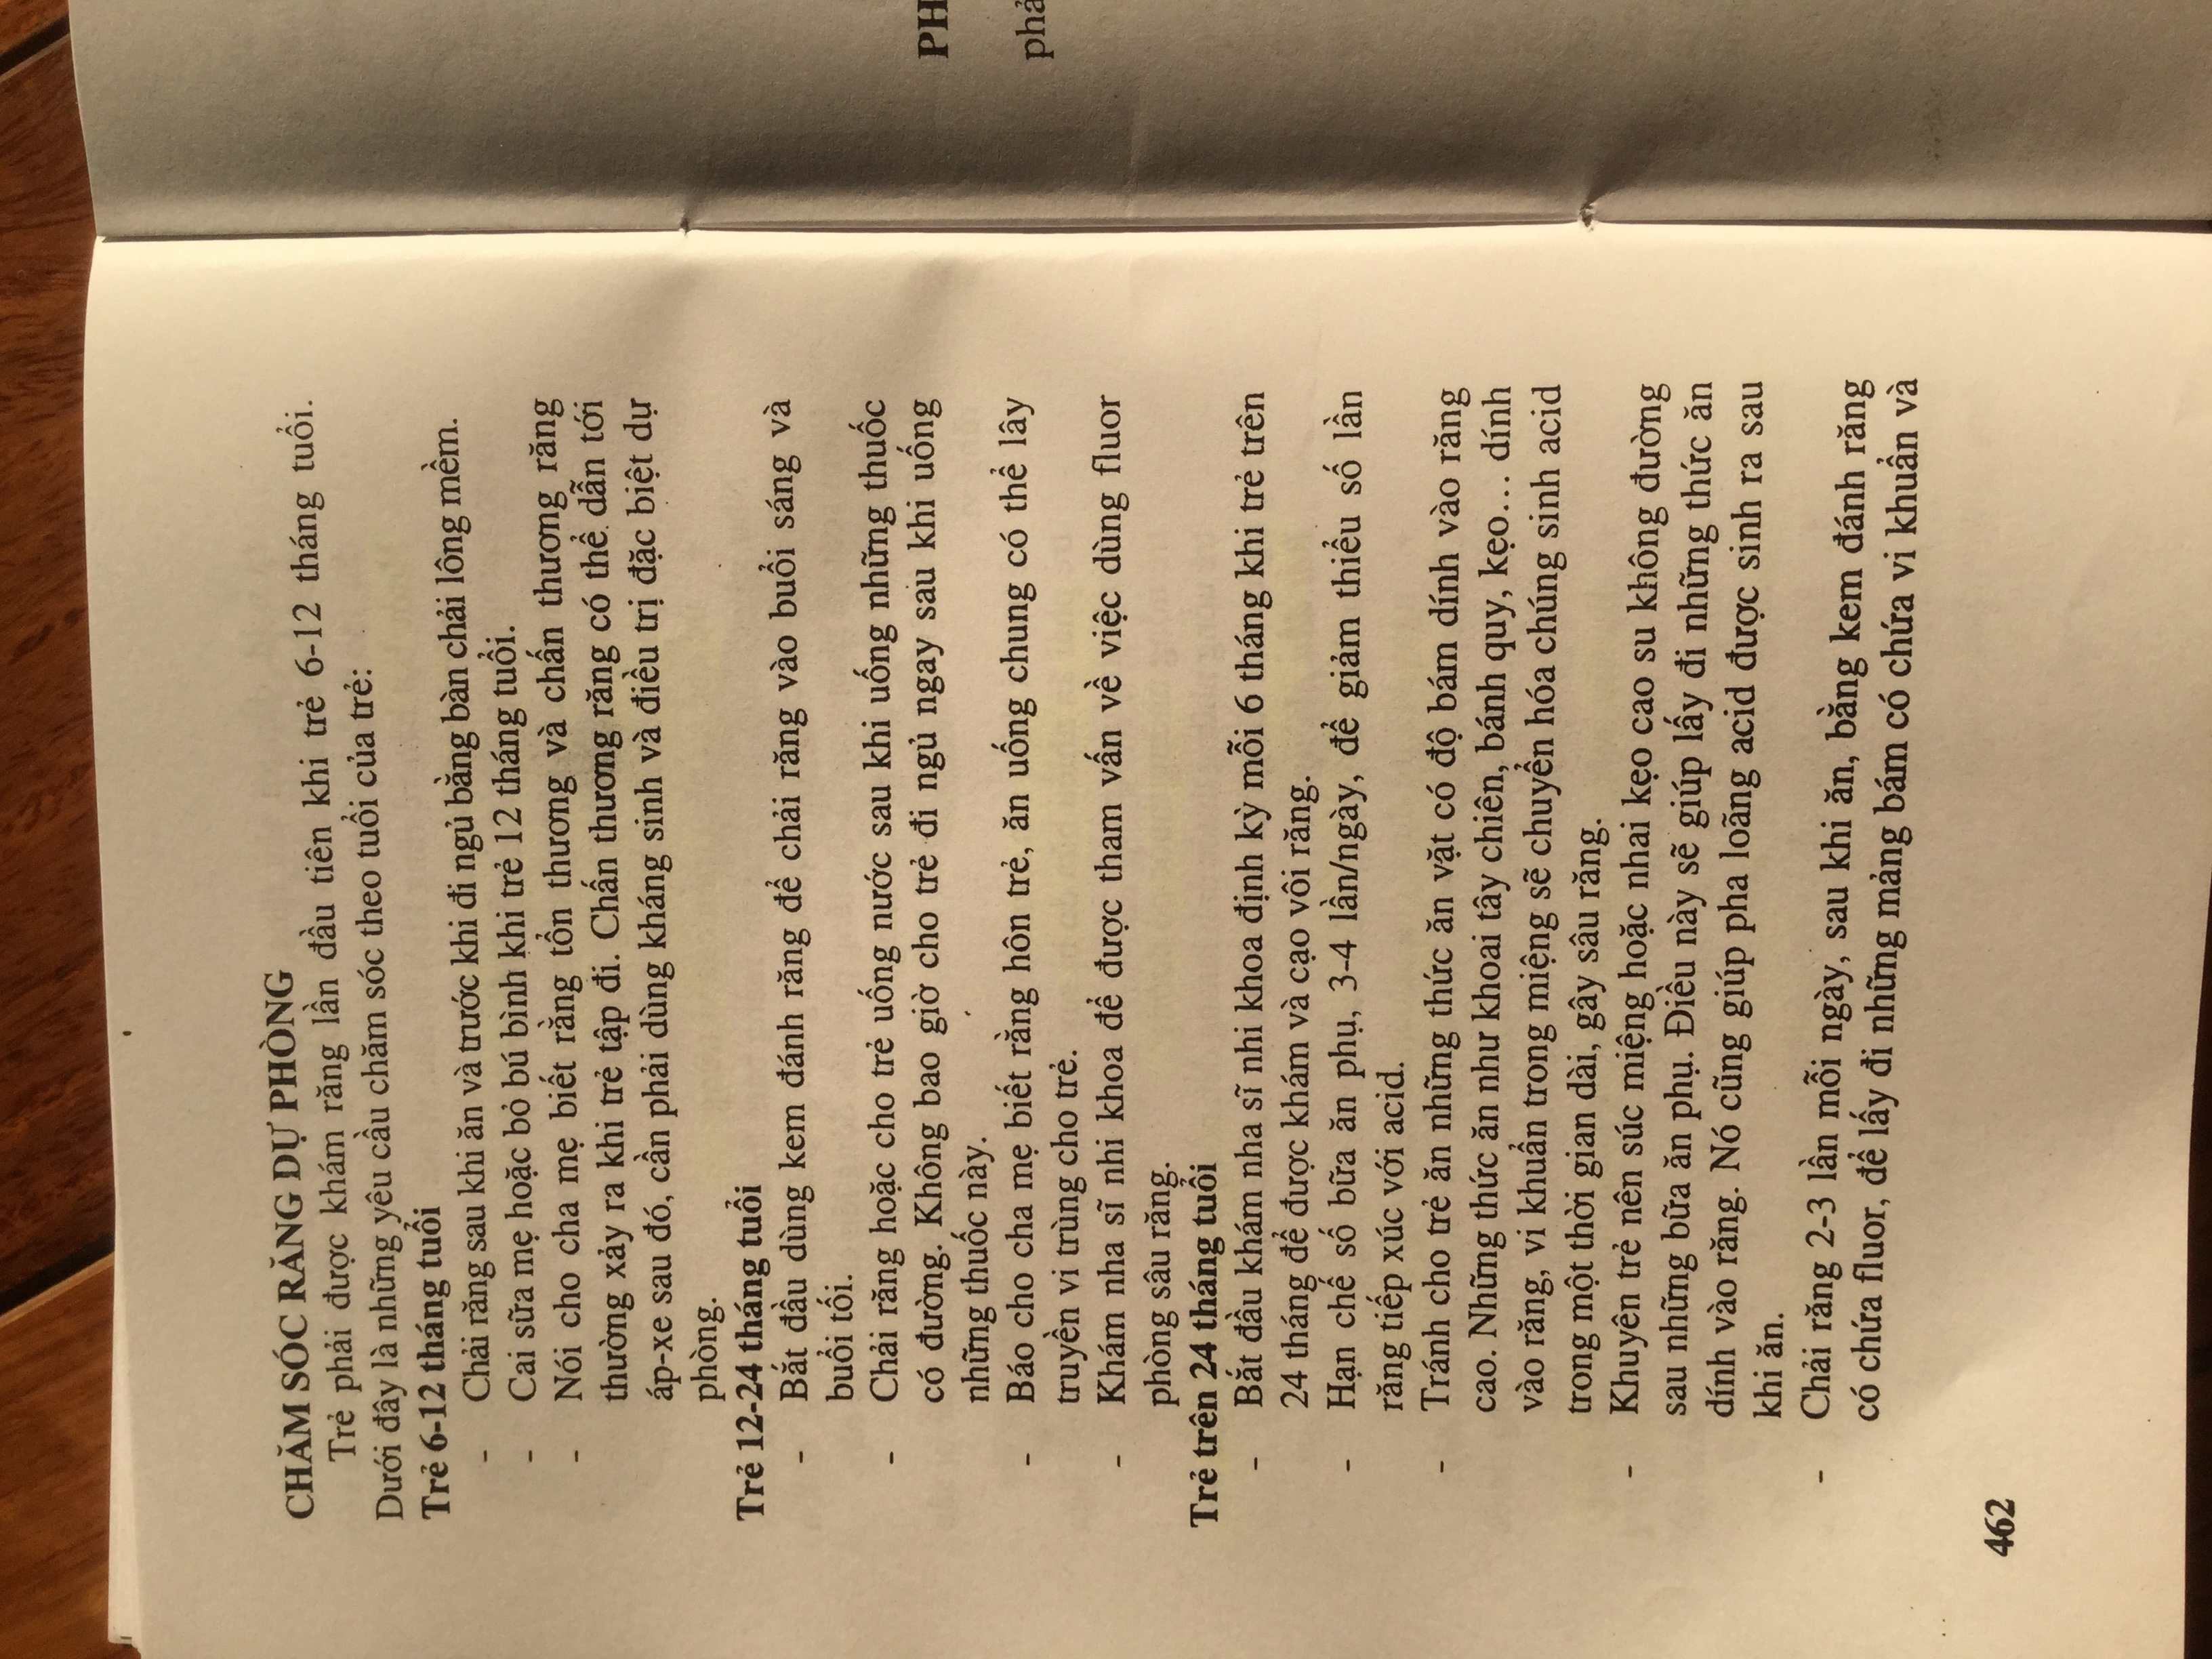 CHĂM SÓC RĂNG DỰ PHÒNG
Trẻ phải được khám răng lần đầu tiên khi trẻ 6-12 tháng tuổi.
Dưới đây là những yêu cầu chăm sóc theo tuổi của trẻ:
Trẻ 6-12 tháng tuổi
- Chải răng sau khi ăn và trước khi đi ngủ bằng bàn chải lông mềm.
- Cai sữa mẹ hoặc bỏ bú bình khi trẻ 12 tháng tuổi.
- Nói cho cha mẹ biết rằng tổn thương và chấn thương răng
thường xảy ra khi trẻ tập đi. Chấn thương răng có thể dẫn tới
áp-xe sau đó, cần phải dùng kháng sinh và điều trị đặc biệt dự
phòng.
Trẻ 12-24 tháng tuổi
- Bắt đầu dùng kem đánh răng để chải răng vào buổi sáng và
buổi tối.
- Chải răng hoặc cho trẻ uống nước sau khi uống những thuốc
có đường. Không bao giờ cho trẻ đi ngủ ngay sau khi uống
những thuốc này.
- Báo cho cha mẹ biết rằng hôn trẻ, ăn uống chung có thể lây
truyền vi trùng cho trẻ.
- Khám nha sĩ nhi khoa để được tham vấn về việc dùng fluor
phòng sâu răng.
Trẻ trên 24 tháng tuổi
- Bắt đầu khám nha sĩ nhi khoa định kỳ mỗi 6 tháng khi trẻ trên
24 tháng để được khám và cạo vôi răng.
- Hạn chế số bữa ăn phụ, 3-4 lần/ngày, để giảm thiểu số lần
răng tiếp xúc với acid.
- Tránh cho trẻ ăn những thức ăn vặt có độ bám dính vào răng
cao. Những thức ăn như khoai tây chiên, bánh quy, kẹo... dính
vào răng, vi khuẩn trong miệng sẽ chuyển hóa chúng sinh acid
trong một thời gian dài, gây sâu răng.
- Khuyên trẻ nên súc miệng hoặc nhai kẹo cao su không đường
sau những bữa ăn phụ. Điều này sẽ giúp lấy đi những thức ăn
dính vào răng. Nó cũng giúp pha loãng acid được sinh ra sau
khi ăn.
- Chải răng 2-3 lần mỗi ngày, sau khi ăn, bằng kem đánh răng
có chứa fluor, để lấy đi những mảng bám có chứa vi khuẩn và
462
PH